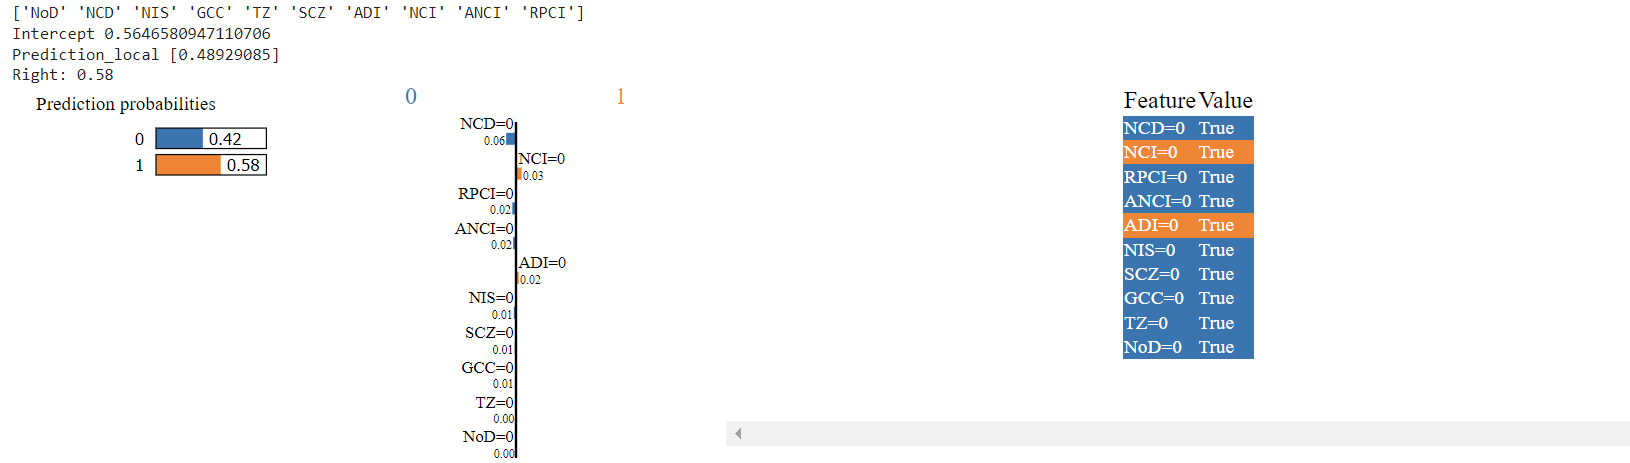 ['NoD' 'NCD' 'NIS' 'GCC' 'TZ' 'SCZ' 'ADI' 'NCI' 'ANCI' 'RPCI']
Intercept 0.5646580947110706
Prediction_local [0.48929085]
Right: 0.58
Prediction probabilities
0 0.42
1 0.58
0 1
NCD=0
0.06
NCI=0
0.03
RPCI=0
0.02
ANCI=0
0.02
ADI=0
0.02
NIS=0
0.01
SCZ=0
0.01
GCC=0
0.01
TZ=0
0.00
NoD=0
0.00
Feature Value
NCD=0 True
NCI=0 True
RPCI=0 True
ANCI=0 True
ADI=0 True
NIS=0 True
SCZ=0 True
GCC=0 True
TZ=0 True
NoD=0 True